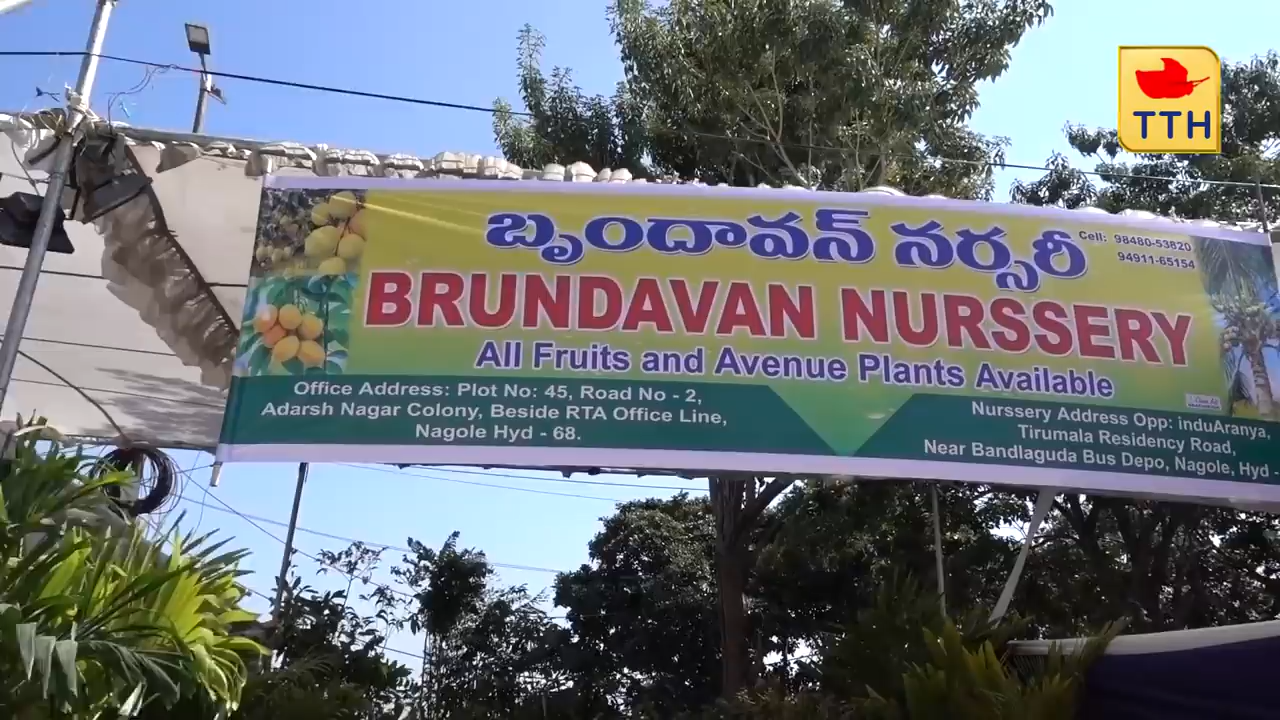 TTH
బృందావన్ నర్సరీ
Cell: 98480-53820
94911-65154
BRUNDAVAN NURSSERY
All Fruits and Avenue Plants Available
Office Address: Plot No: 45, Road No - 2,
Adarsh Nagar Colony, Beside RTA Office Line,
Nagole Hyd - 68.
Nurssery Address Opp: induAranya,
Tirumala Residency Road,
Near Bandlaguda Bus Depo, Nagole, Hyd -